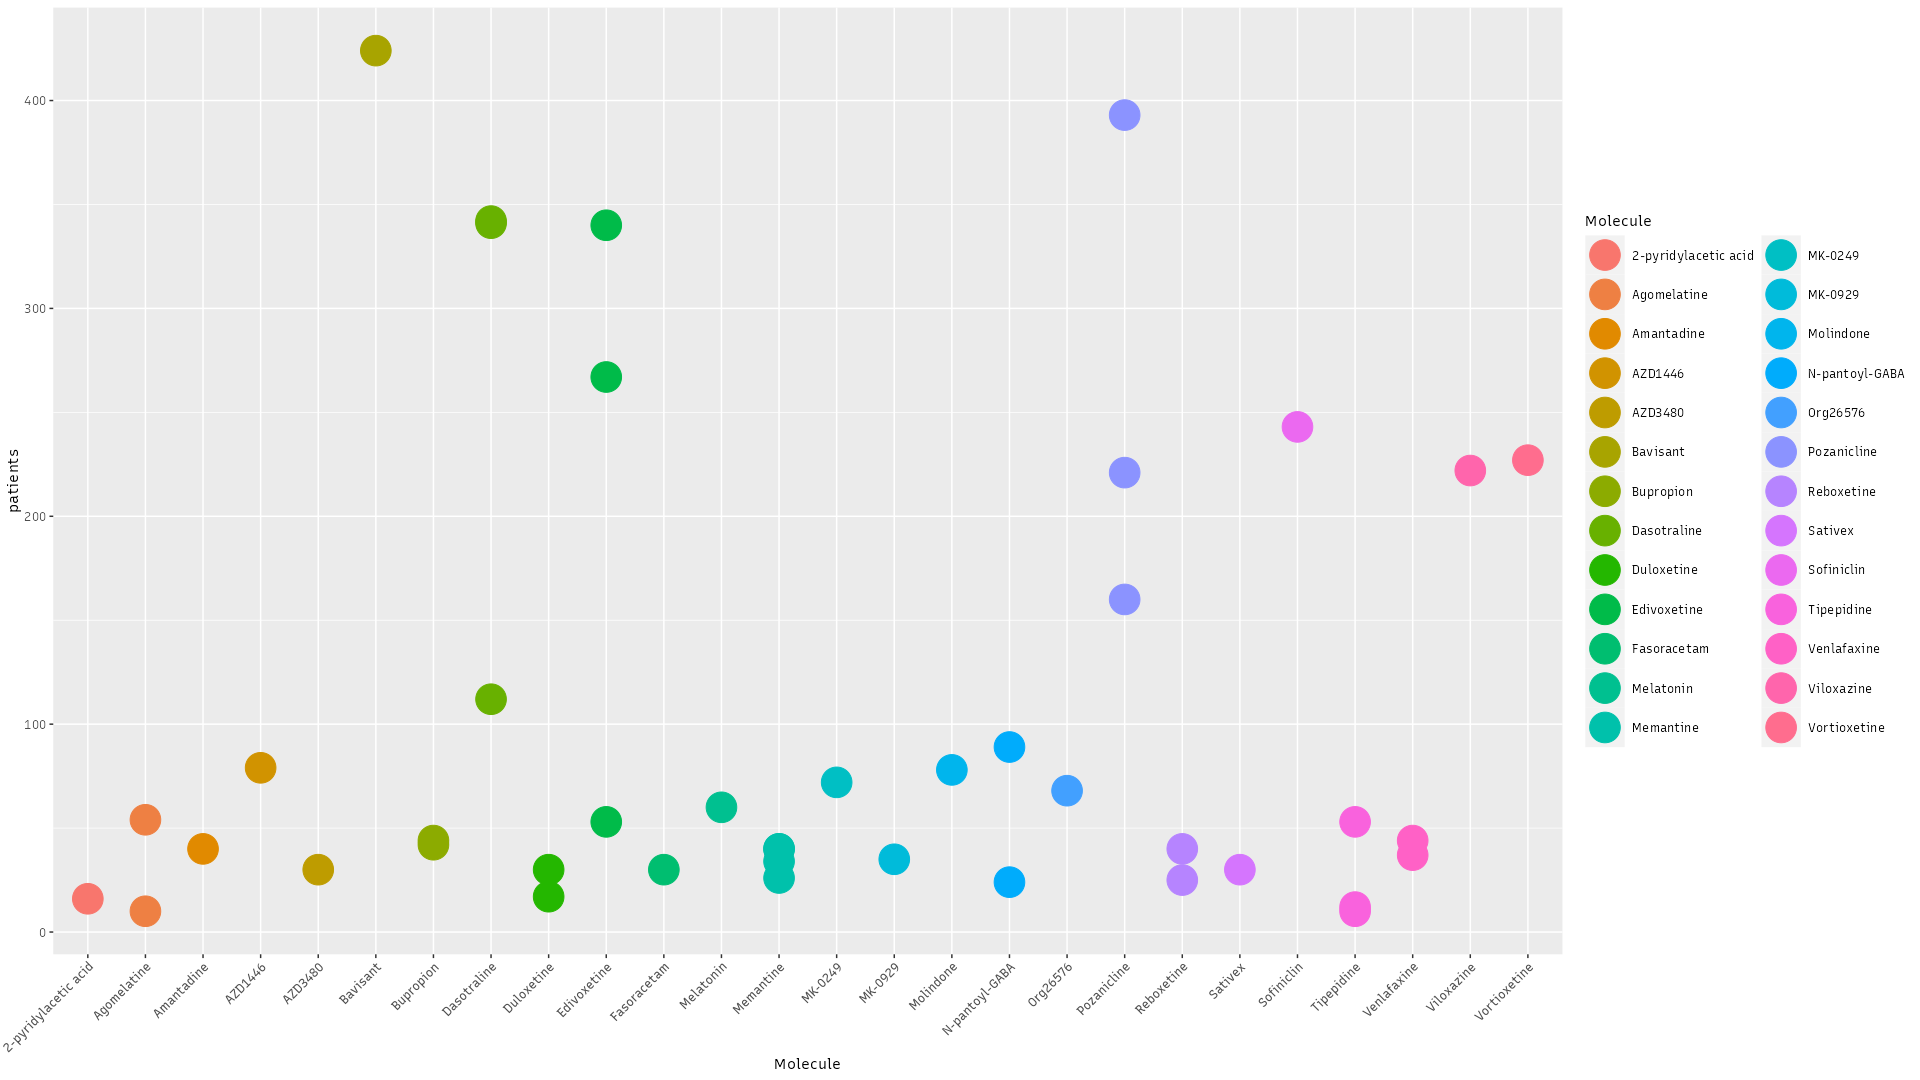 400
300
200
100
0
patients
2-pyridylacetic acid
Agomelatine
Amantadine
AZD1446
AZD3480
Bavisant
Bupropion
Dasotraline
Duloxetine
Edivoxetine
Fasoracetam
Melatonin
Memantine
MK-0249
MK-0929
Molindone
N-pantoyl-GABA
Org26576
Pozanicline
Reboxetine
Sativex
Sofiniclin
Tipepidine
Venlafaxine
Viloxazine
Vortioxetine
Molecule
Molecule
2-pyridylacetic acid
Agomelatine
Amantadine
AZD1446
AZD3480
Bavisant
Bupropion
Dasotraline
Duloxetine
Edivoxetine
Fasoracetam
Melatonin
Memantine
MK-0249
MK-0929
Molindone
N-pantoyl-GABA
Org26576
Pozanicline
Reboxetine
Sativex
Sofiniclin
Tipepidine
Venlafaxine
Viloxazine
Vortioxetine